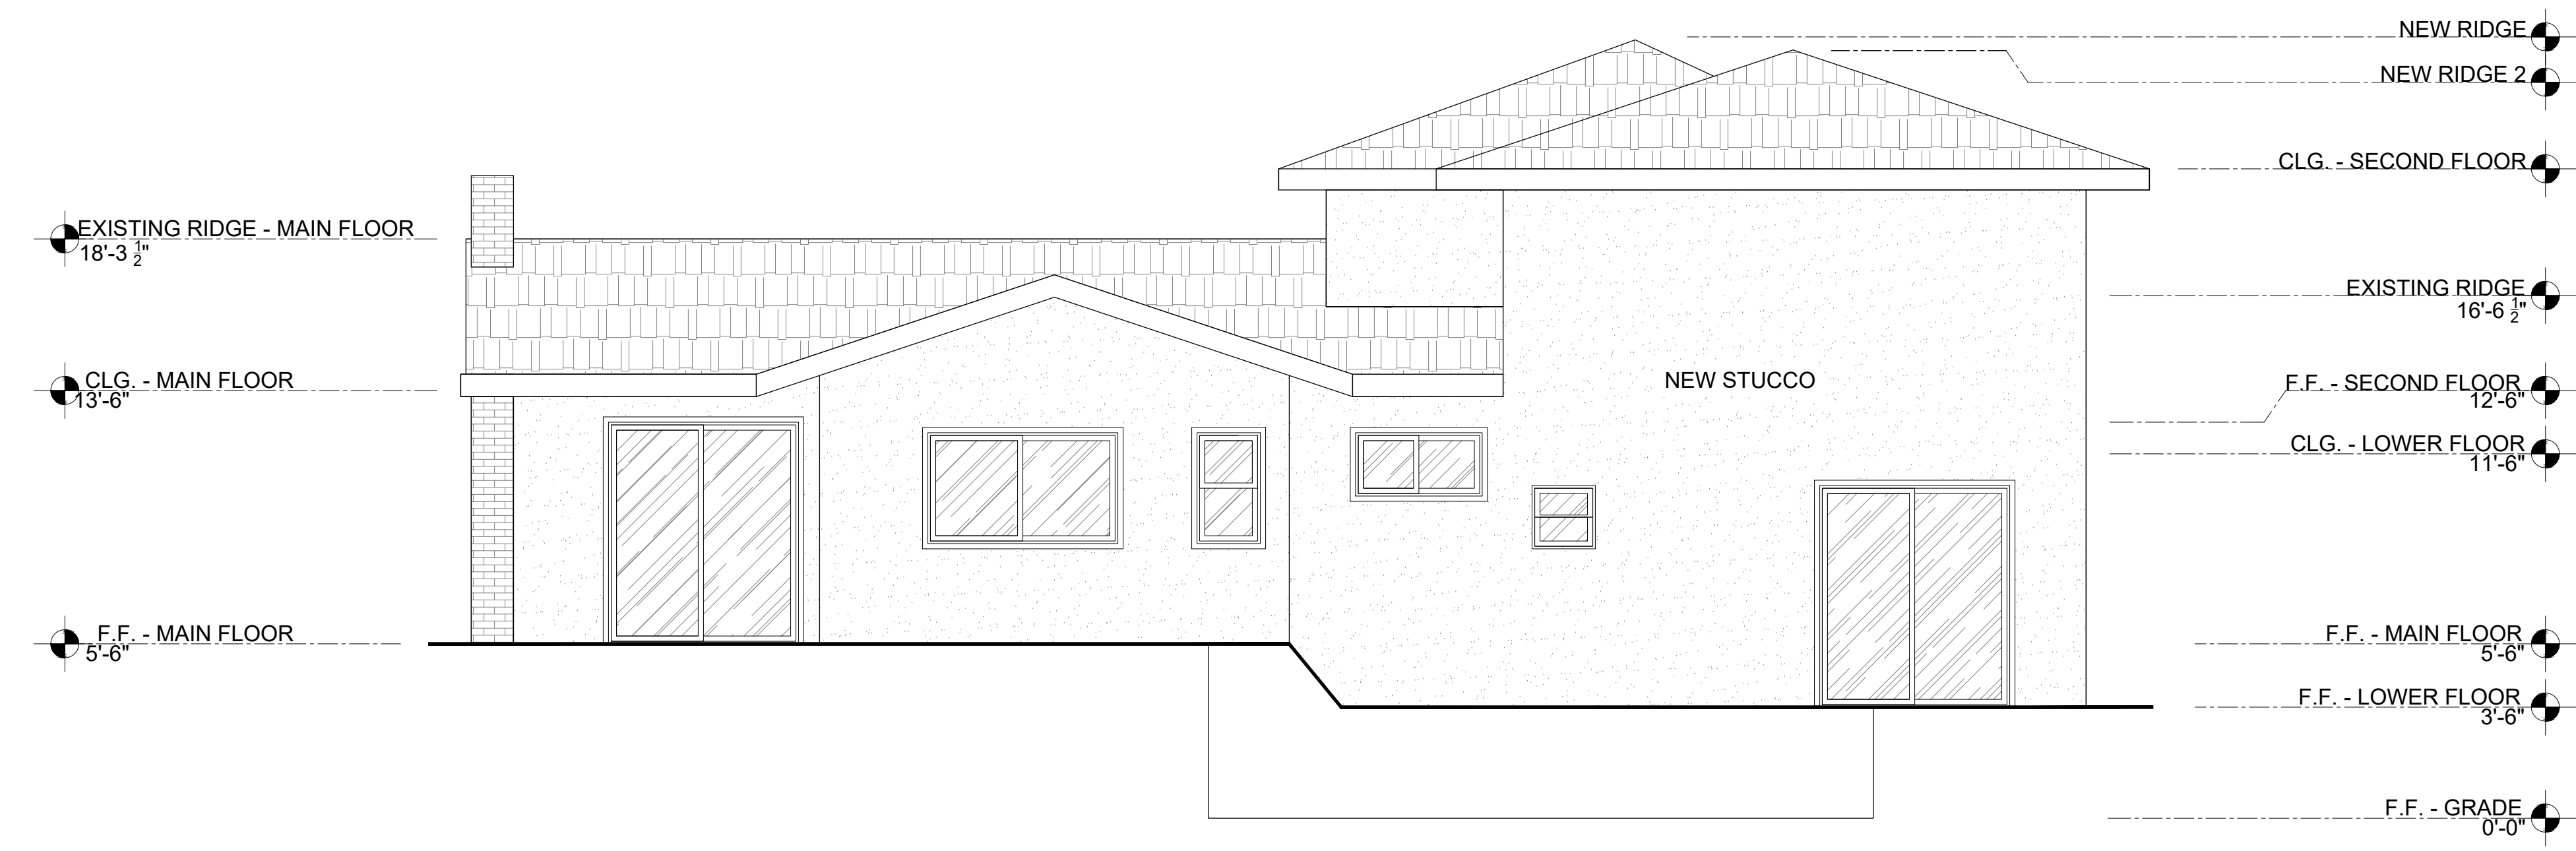 NEW RIDGE
NEW RIDGE 2
CLG. - SECOND FLOOR
EXISTING RIDGE - MAIN FLOOR
18'-3 1/2"
EXISTING RIDGE
16'-6 1/2"
CLG. - MAIN FLOOR
13'-6"
NEW STUCCO
F.F. - SECOND FLOOR
12'-6"
CLG. - LOWER FLOOR
11'-6"
F.F. - MAIN FLOOR
5'-6"
F.F. - MAIN FLOOR
5'-6"
F.F. - LOWER FLOOR
3'-6"
F.F. - GRADE
0'-0"